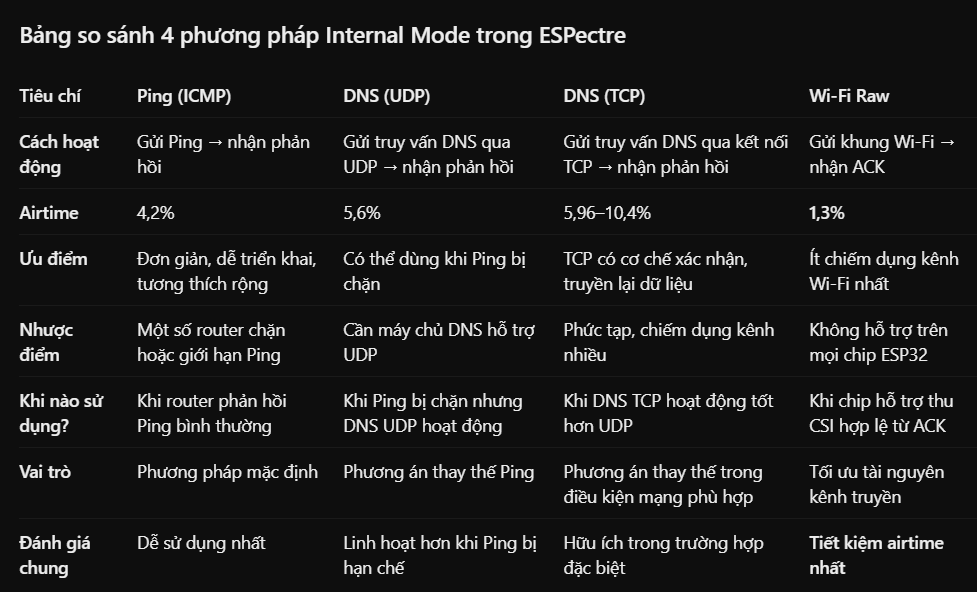 Bảng so sánh 4 phương pháp Internal Mode trong ESPectre
Tiêu chí Ping (ICMP) DNS (UDP) DNS (TCP) Wi-Fi Raw
Cách hoạt Gửi Ping → nhận phản Gửi truy vấn DNS qua Gửi truy vấn DNS qua kết nối Gửi khung Wi-Fi →
động hồi UDP → nhận phản hồi TCP → nhận phản hồi nhận ACK
Airtime 4,2% 5,6% 5,96–10,4% 1,3%
Ưu điểm Đơn giản, dễ triển khai, Có thể dùng khi Ping bị TCP có cơ chế xác nhận, Ít chiếm dụng kênh
tương thích rộng chặn truyền lại dữ liệu Wi-Fi nhất
Nhược Một số router chặn Cần máy chủ DNS hỗ trợ Phức tạp, chiếm dụng kênh Không hỗ trợ trên
điểm hoặc giới hạn Ping UDP nhiều mọi chip ESP32
Khi nào sử Khi router phản hồi Khi Ping bị chặn nhưng Khi DNS TCP hoạt động tốt Khi chip hỗ trợ thu
dụng? Ping bình thường DNS UDP hoạt động hơn UDP CSI hợp lệ từ ACK
Vai trò Phương pháp mặc định Phương án thay thế Ping Phương án thay thế trong Tối ưu tài nguyên
điều kiện mạng phù hợp kênh truyền
Đánh giá Dễ sử dụng nhất Linh hoạt hơn khi Ping bị Hữu ích trong trường hợp Tiết kiệm airtime
chung hạn chế đặc biệt nhất